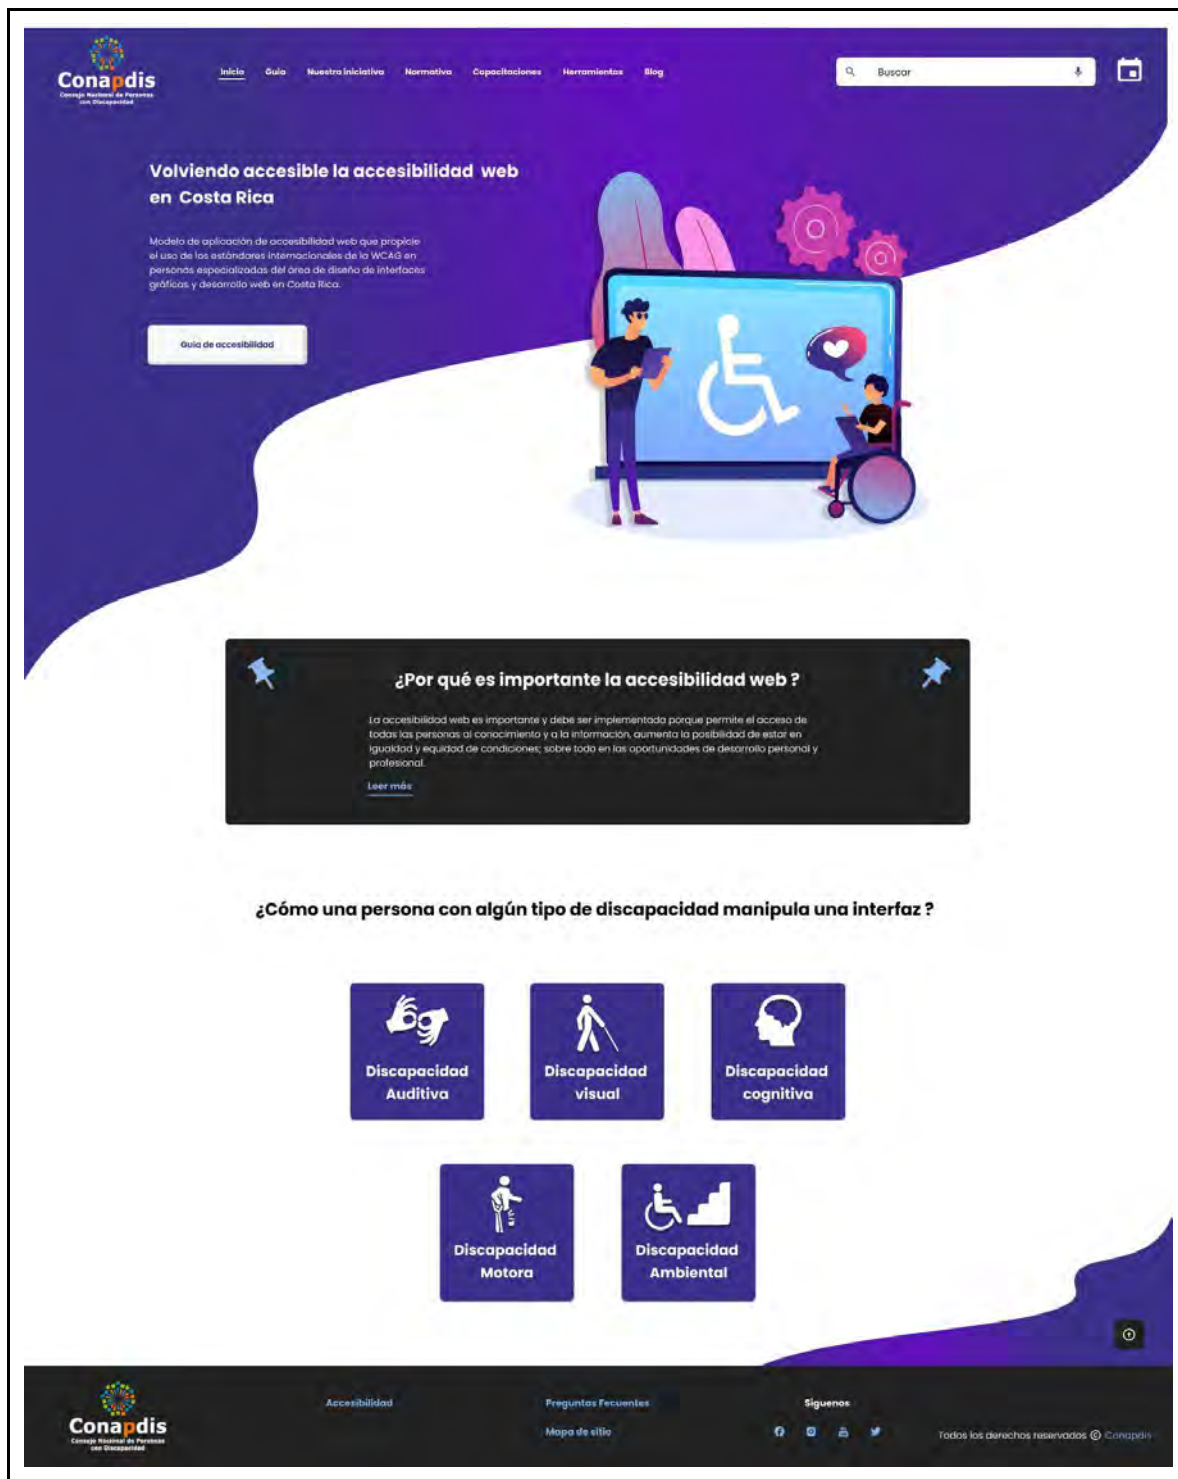 Conapdis
Consejo Nacional de Personas
con Discapacidad
Inicio Guía Nuestra iniciativa Normativa Capacitaciones Herramientas Blog
Buscar
Volviendo accesible la accesibilidad web
en Costa Rica
Modelo de aplicación de accesibilidad web que propicie
el uso de los estándares internacionales de la WCAG en
personas especializadas del área de diseño de interfaces
gráficas y desarrollo web en Costa Rica.
Guía de accesibilidad
¿Por qué es importante la accesibilidad web ?
La accesibilidad web es importante y debe ser implementada porque permite el acceso de
todas las personas al conocimiento y a la información, aumenta la posibilidad de estar en
igualdad y equidad de condiciones; sobre todo en las oportunidades de desarrollo personal y
profesional.
Leer más
¿Cómo una persona con algún tipo de discapacidad manipula una interfaz ?
Discapacidad
Auditiva
Discapacidad
visual
Discapacidad
cognitiva
Discapacidad
Motora
Discapacidad
Ambiental
Conapdis
Consejo Nacional de Personas
con Discapacidad
Accesibilidad
Preguntas Fecuentes
Mapa de sitio
Siguenos
Todos los derechos reservados © Conapdis